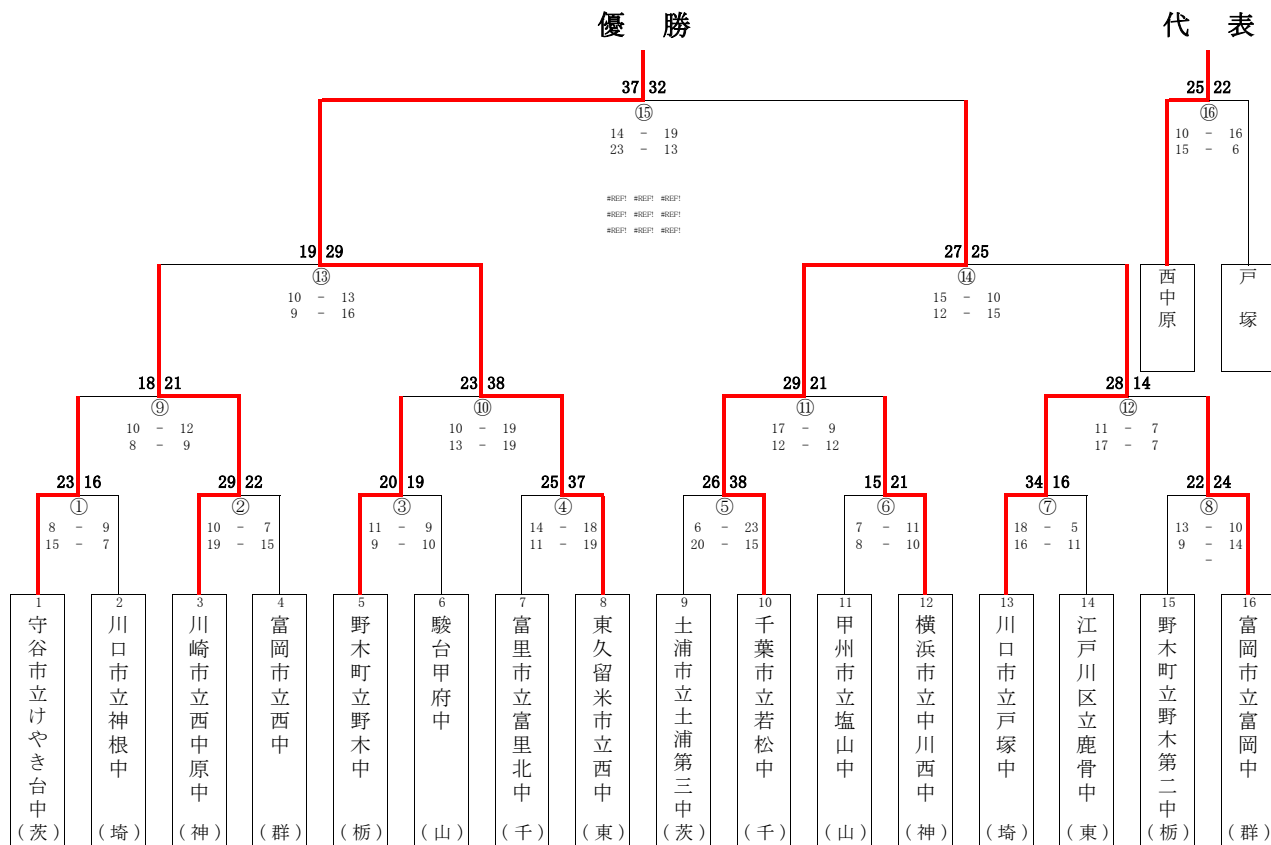 優 勝
代 表
37 32
⑮
14 - 19
23 - 13
25 22
⑯
10 - 16
15 - 6
#REF! #REF! #REF!
#REF! #REF! #REF!
#REF! #REF! #REF!
19 29
⑬
10 - 13
9 - 16
27 25
⑭
15 - 10
12 - 15
西中原
戸塚
18 21
⑨
10 - 12
8 - 9
23 38
⑩
10 - 19
13 - 19
29 21
⑪
17 - 9
12 - 12
28 14
⑫
11 - 7
17 - 7
23 16
①
8 - 9
15 - 7
29 22
②
10 - 7
19 - 15
20 19
③
11 - 9
9 - 10
25 37
④
14 - 18
11 - 19
26 38
⑤
6 - 23
20 - 15
15 21
⑥
7 - 11
8 - 10
34 16
⑦
18 - 5
16 - 11
22 24
⑧
13 - 10
9 - 14
-
1
守谷市立けやき台中
(茨)
2
川口市立神根中
(埼)
3
川崎市立西中原中
(神)
4
富岡市立西中
(群)
5
野木町立野木中
(栃)
6
駿台甲府中
(山)
7
富里市立富里北中
(千)
8
東久留米市立西中
(東)
9
土浦市立土浦第三中
(茨)
10
千葉市立若松中
(千)
11
甲州市立塩山中
(山)
12
横浜市立中川西中
(神)
13
川口市立戸塚中
(埼)
14
江戸川区立鹿骨中
(東)
15
野木町立野木第二中
(栃)
16
富岡市立富岡中
(群)